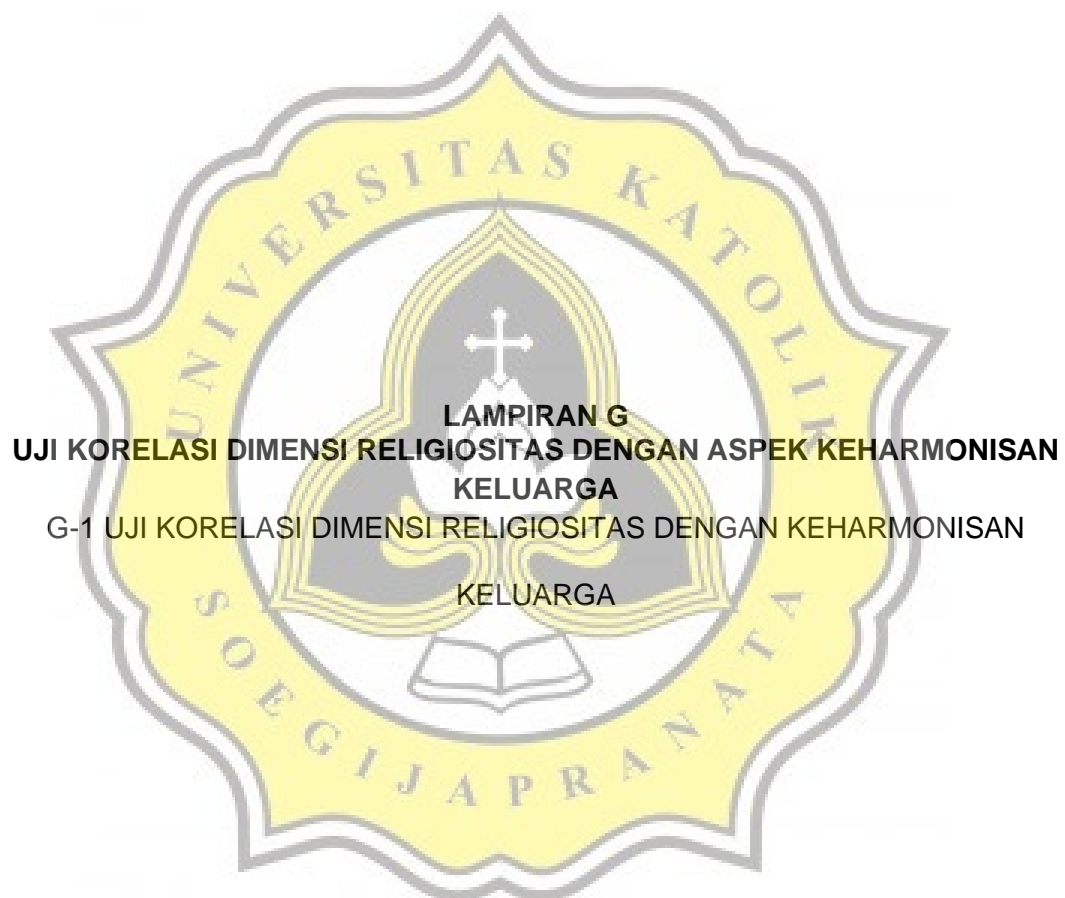 UNIVERSITAS KATOLIK
LAMPIRAN G
UJI KORELASI DIMENSI RELIGIOSITAS DENGAN ASPEK KEHARMONISAN
KELUARGA
G-1 UJI KORELASI DIMENSI RELIGIOSITAS DENGAN KEHARMONISAN
KELUARGA
SOEGIJAPRANATA